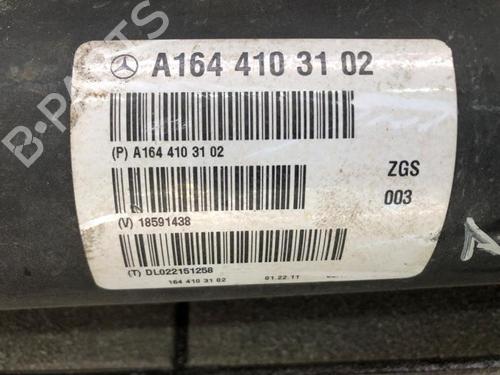 A164 410 31 02
(P) A164 410 31 02
ZGS
003
(V) 18591438
(T) DL022151258
164 410 31 02 01.22.11
B-PARTS